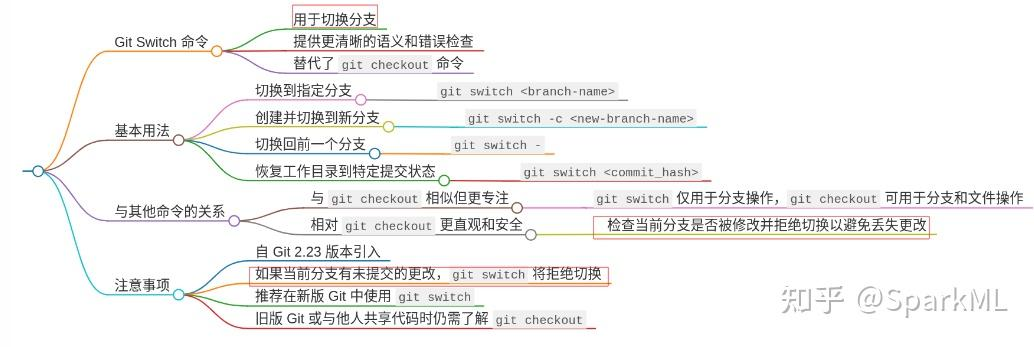 Git Switch 命令
用于切换分支
提供更清晰的语义和错误检查
替代了 git checkout 命令
基本用法
切换到指定分支
git switch <branch-name>
创建并切换到新分支
git switch -c <new-branch-name>
切换回前一个分支
git switch -
恢复工作目录到特定提交状态
git switch <commit_hash>
与其他命令的关系
与 git checkout 相似但更专注
git switch 仅用于分支操作，git checkout 可用于分支和文件操作
相对 git checkout 更直观和安全
检查当前分支是否被修改并拒绝切换以避免丢失更改
注意事项
自 Git 2.23 版本引入
如果当前分支有未提交的更改，git switch 将拒绝切换
推荐在新版 Git 中使用 git switch
旧版 Git 或与他人共享代码时仍需了解 git checkout
知乎 @SparkML